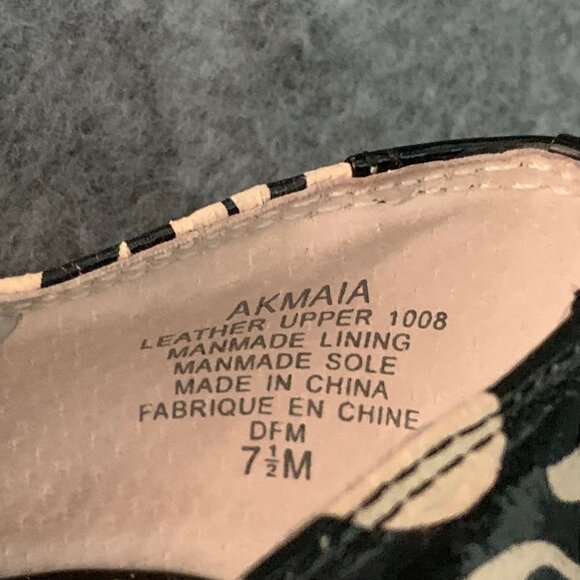 AKMAIA
LEATHER UPPER 1008
MANMADE LINING
MANMADE SOLE
MADE IN CHINA
FABRIQUE EN CHINE
DFM
7½M